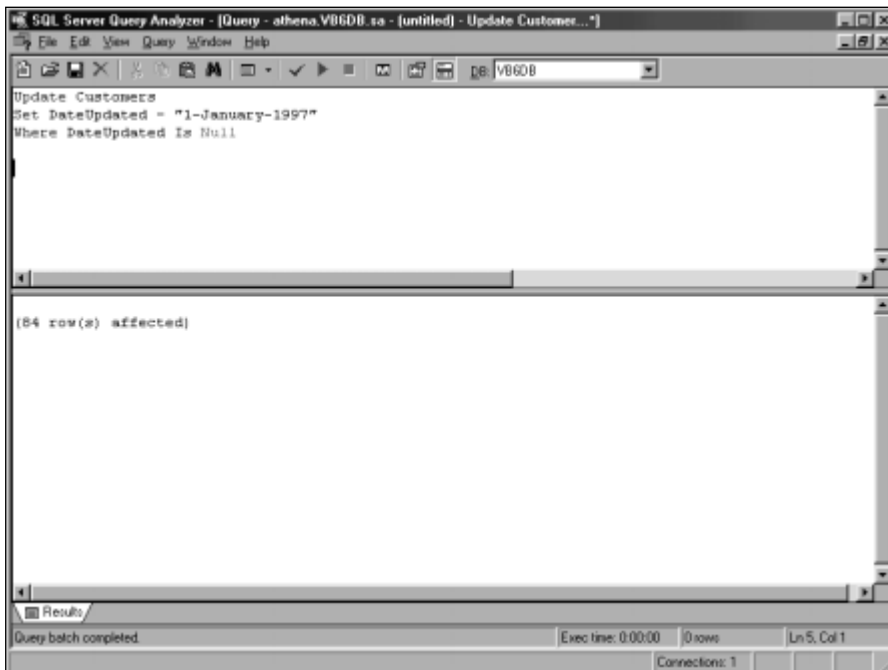 SQL Server Query Analyzer - [Query - athena.VB6DB.sa - (untitled) - Update Customer...*]
File Edit View Query Window Help
DB: VB6DB
Update Customers
Set DateUpdated = "1-January-1997"
Where DateUpdated Is Null
(84 row(s) affected)
Results
Query batch completed. Exec time: 0:00:00 0 rows Ln 5, Col 1
Connections: 1